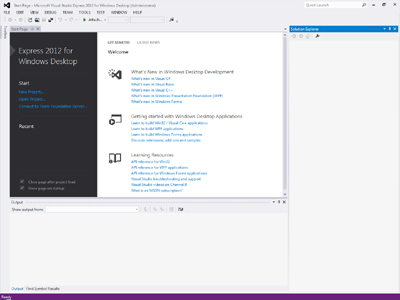 Start Page - Microsoft Visual Studio Express 2012 for Windows Desktop (Administrator)
Quick Launch
FILE EDIT VIEW DEBUG TEAM TOOLS TEST WINDOW HELP
Attach...
Start Page
Solution Explorer
Express 2012 for
Windows Desktop
Start
New Project...
Open Project...
Connect to Team Foundation Server...
Recent
Close page after project load
Show page on startup
GET STARTED LATEST NEWS
Welcome
What's New in Windows Desktop Development
What's new in Visual C#
What's new in Visual Basic
What's new in Visual C++
What's new in Windows Presentation Foundation (WPF)
What's new in Windows Forms
Getting started with Windows Desktop Applications
Learn to build Win32 / Visual C++ applications
Learn to build WPF applications
Learn to build Windows Forms applications
Discover extensions, add-ons and samples
Learning Resources
API reference for Win32
API reference for WPF applications
API reference for Windows Forms applications
Visual Studio troubleshooting and support
Visual Studio videos on Channel 9
What is an MSDN subscription?
Output
Show output from:
Output Find Symbol Results
Ready